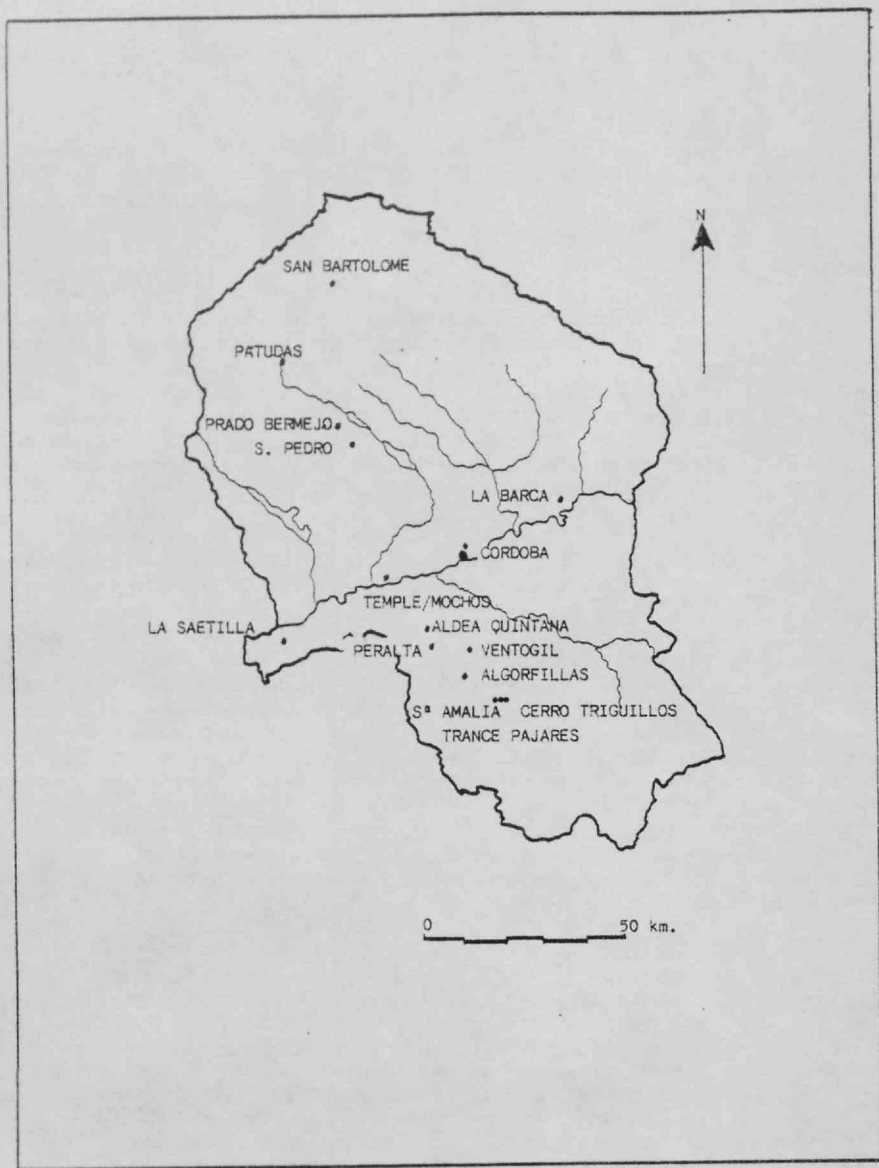 N
SAN BARTOLOME
PATUDAS
PRADO BERMEJO
S. PEDRO
LA BARCA
CORDOBA
TEMPLE/MOCHOS
LA SAETILLA
ALDEA QUINTANA
PERALTA
VENTOGIL
ALGORFILLAS
Sª AMALIA CERRO TRIGUILLOS
TRANCE PAJARES
0 50 km.